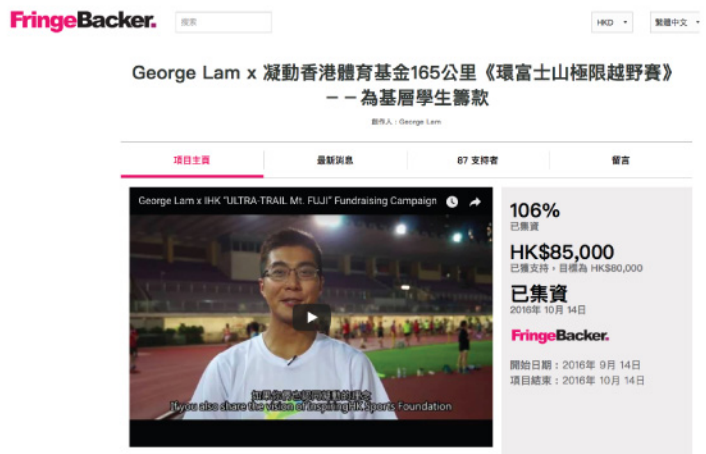 FringeBacker.
搜索
HKD
繁體中文
George Lam x 凝動香港體育基金165公里《環富士山極限越野賽》
－－為基層學生籌款
創作人：George Lam
項目主頁
最新消息
87 支持者
留言
George Lam x IHK "ULTRA-TRAIL Mt. FUJI" Fundraising Campaign
106%
已集資
HK$85,000
已獲支持，目標為 HK$80,000
已集資
2016年 10月 14日
FringeBacker.
開始日期：2016年 9月 14日
項目結束：2016年 10月 14日
如果你們也認同凝動的理念
If you also share the vision of InspiringHK Sports Foundation